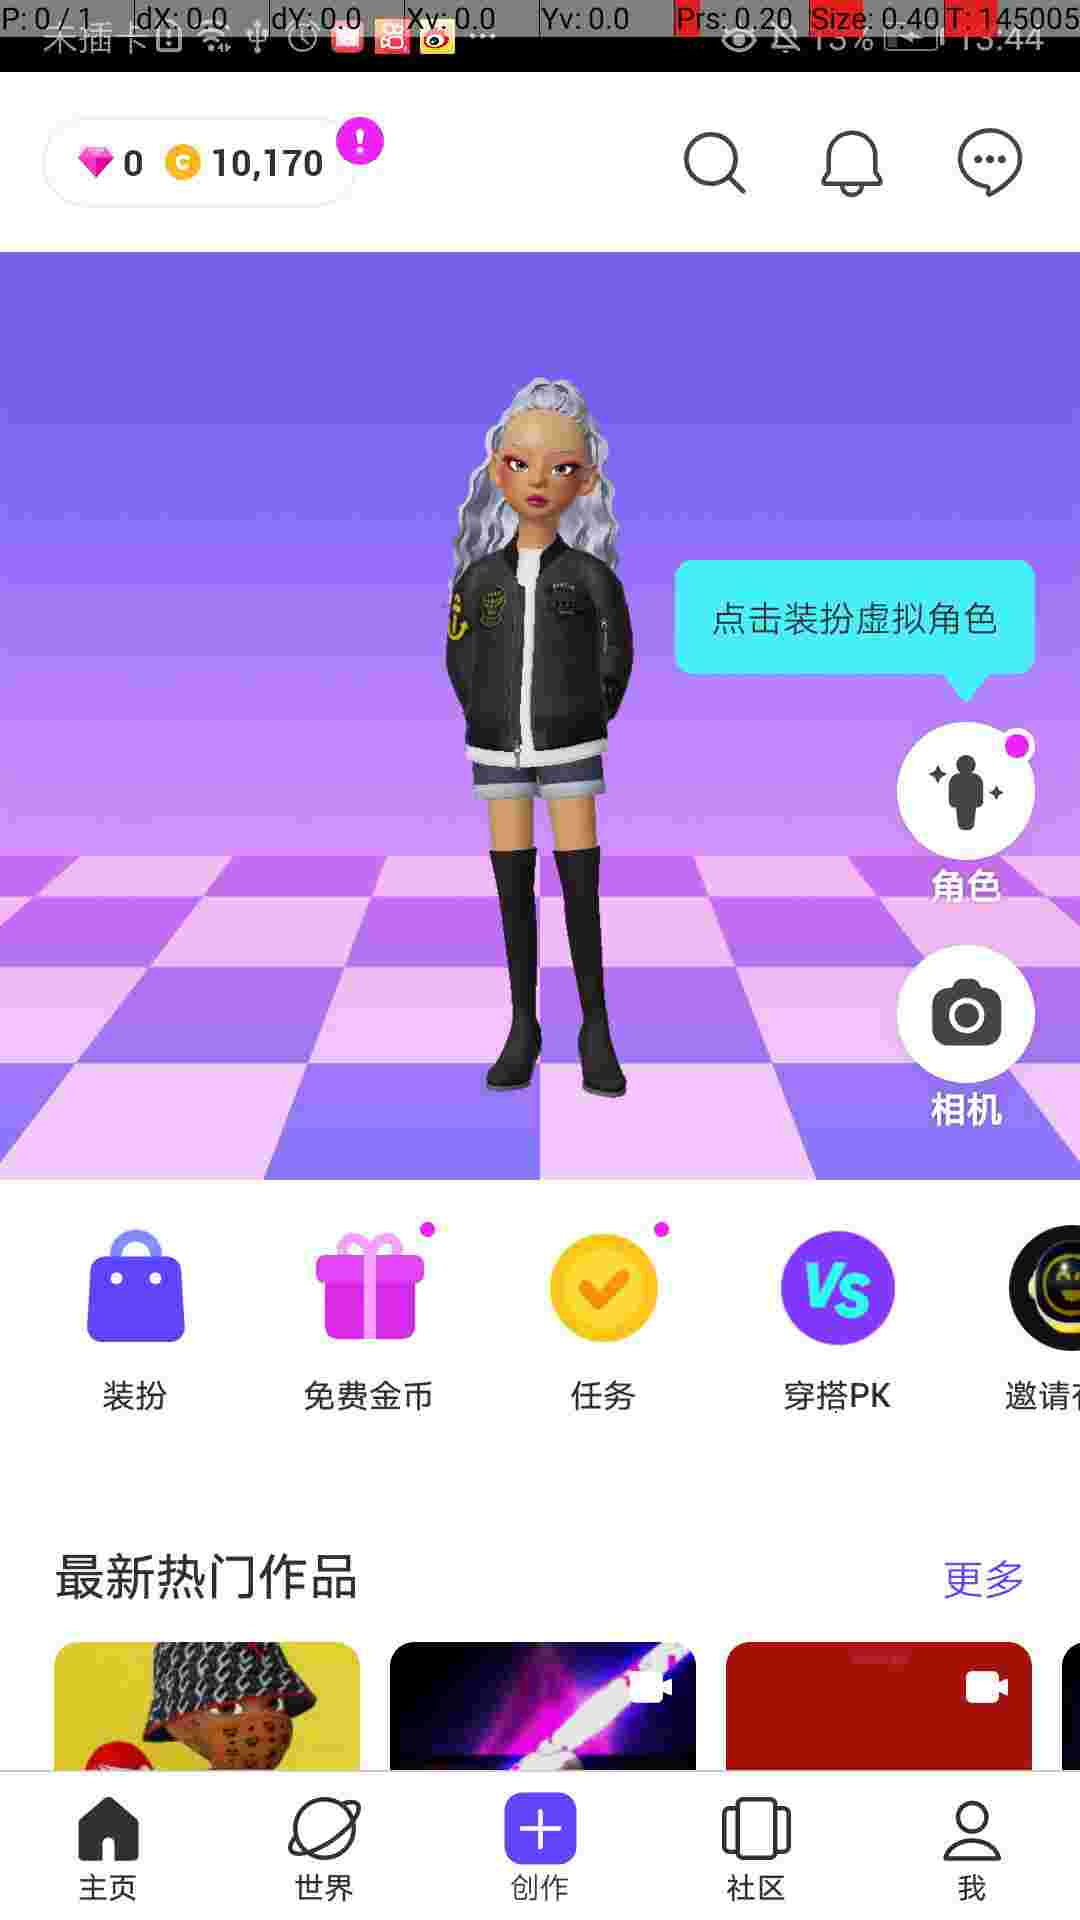 P: 0 / 1 dX: 0.0 dY: 0.0 Xv: 0.0 Yv: 0.0 Prs: 0.20 Size: 0.40 T: 145005
未插卡 13% 13:44
0 10,170
点击装扮虚拟角色
角色
相机
装扮 免费金币 任务 穿搭PK 邀请
最新热门作品 更多
主页 世界 创作 社区 我